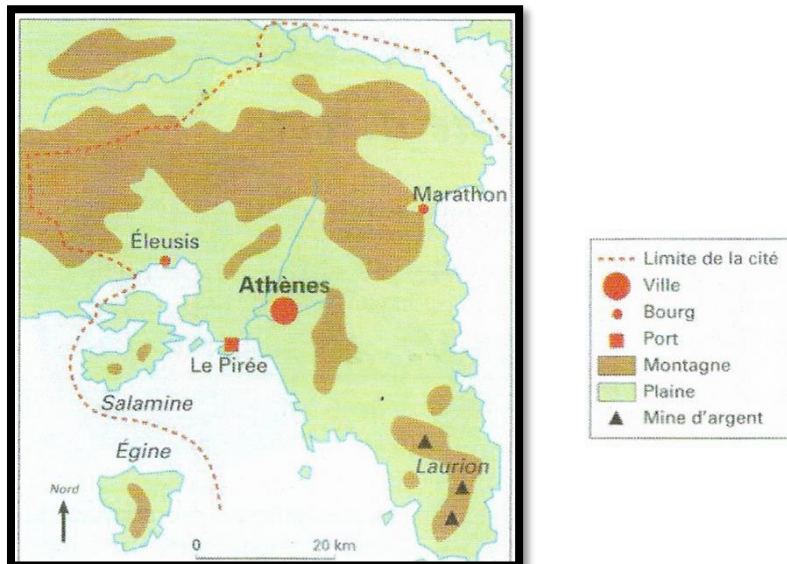 Marathon
Éleusis
Athènes
Le Pirée
Salamine
Égine
Laurion
Nord
0 20 km
Limite de la cité
Ville
Bourg
Port
Montagne
Plaine
Mine d'argent